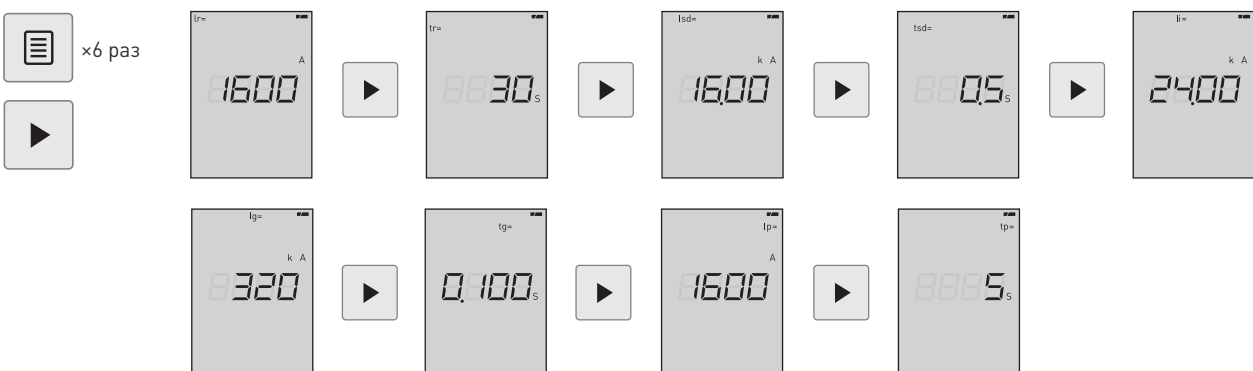 ×6 раз
Ir=
A
1600
tr=
30 s
Isd=
k A
16.00
tsd=
0.5 s
Ii=
k A
24.00
Ig=
k A
320
tg=
0.100 s
Ip=
A
1600
tp=
5 s